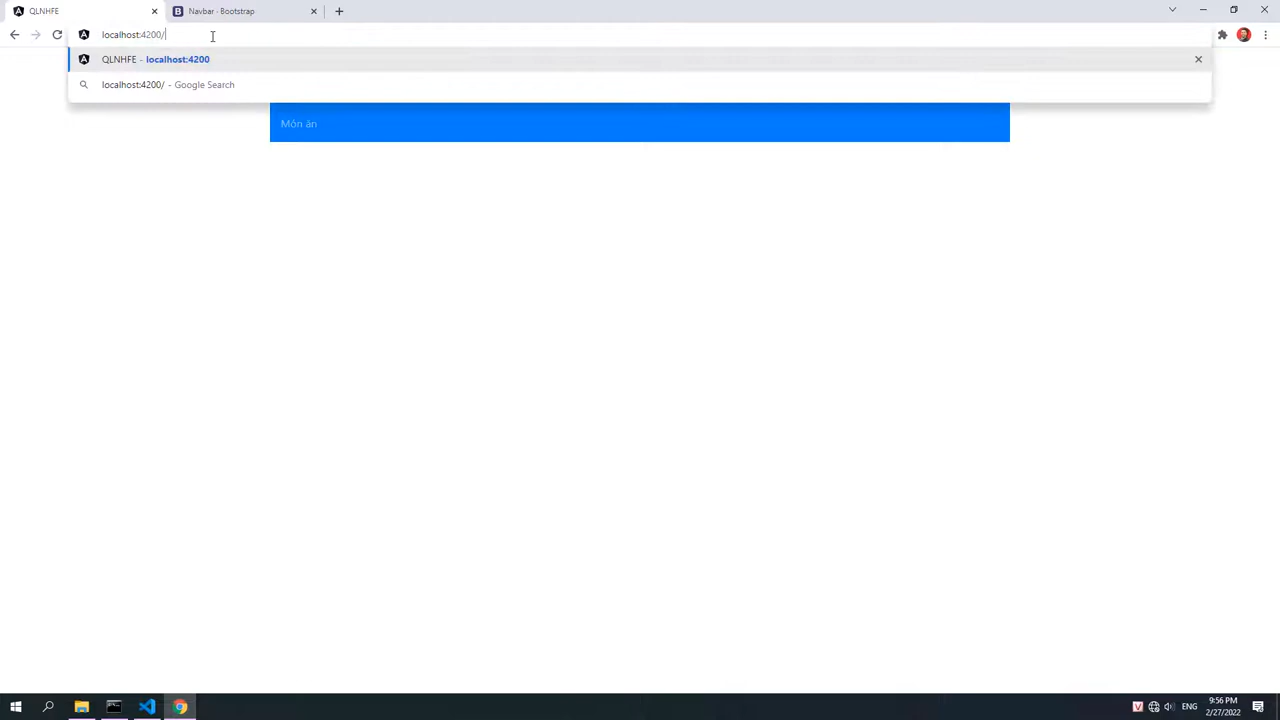 QLNHFE
Navbar · Bootstrap
localhost:4200/
QLNHFE - localhost:4200
localhost:4200/ - Google Search
Món ăn
ENG
9:56 PM
2/27/2022